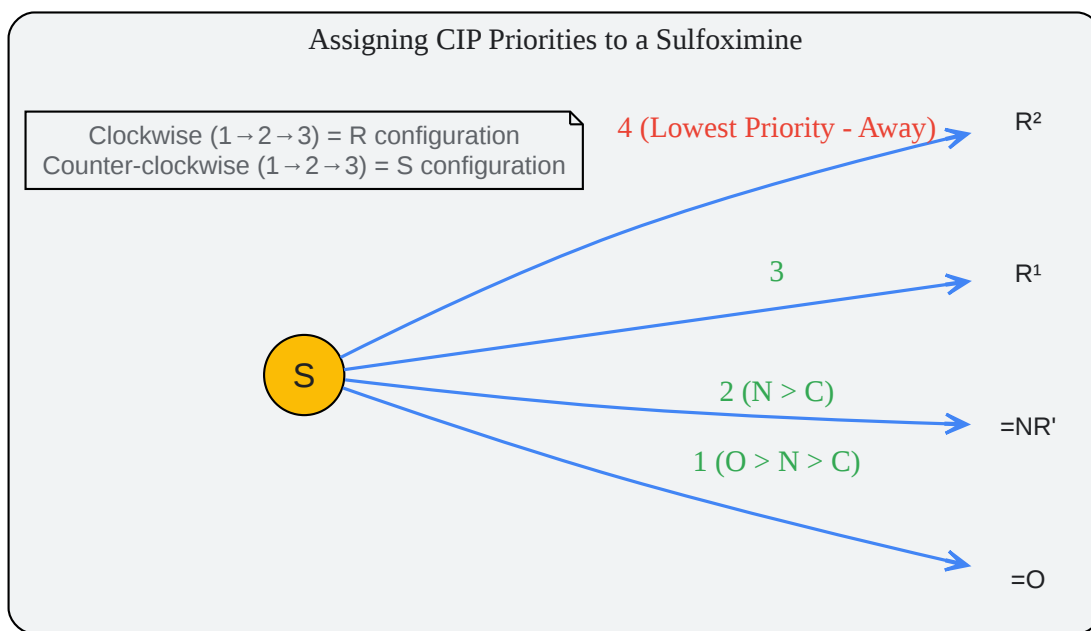 Assigning CIP Priorities to a Sulfoximine
Clockwise (1→2→3) = R configuration
Counter-clockwise (1→2→3) = S configuration
4 (Lowest Priority - Away)
R²
3
R¹
S
2 (N > C)
=NR'
1 (O > N > C)
=O